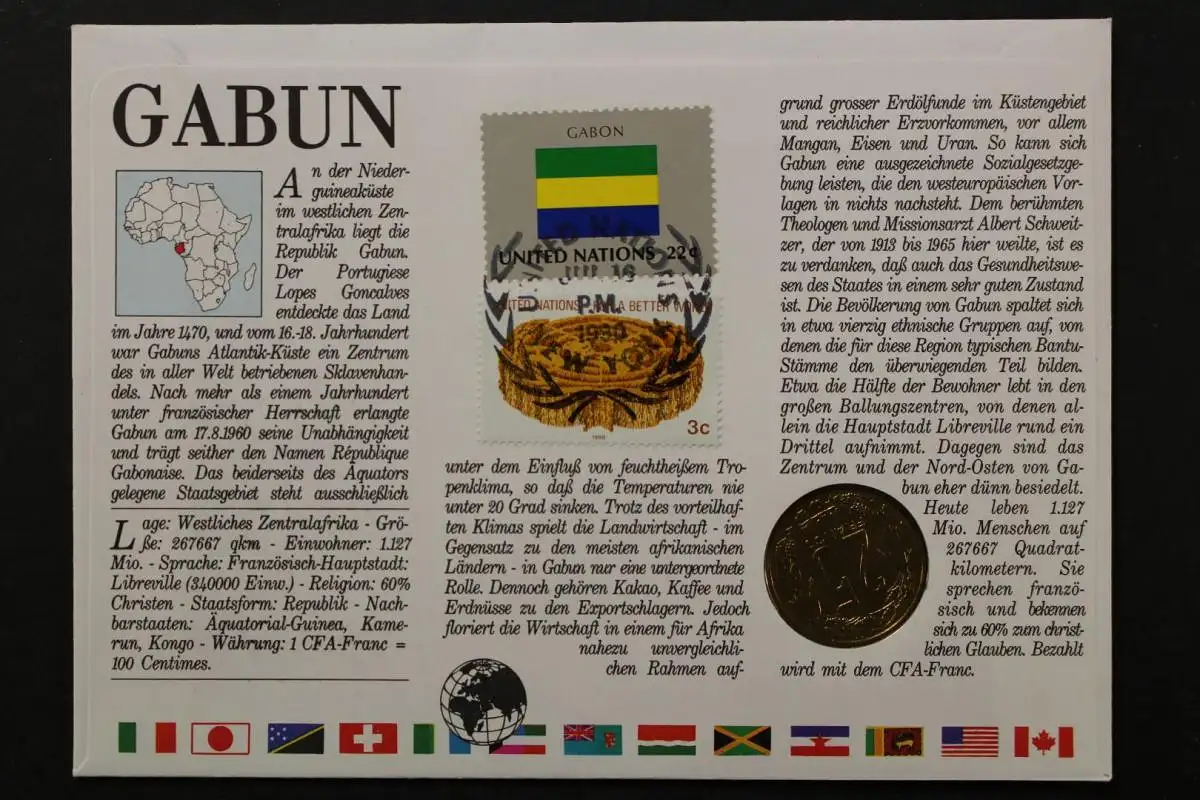 GABUN
An der Nieder-
guineaküste
im westlichen Zen-
tralafrika liegt die
Republik Gabun.
Der Portugiese
Lopes Goncalves
entdeckte das Land
im Jahre 1470, und vom 16.-18. Jahrhundert
war Gabuns Atlantik-Küste ein Zentrum
des in aller Welt betriebenen Sklavenhan-
dels. Nach mehr als einem Jahrhundert
unter französischer Herrschaft erlangte
Gabun am 17.8.1960 seine Unabhängigkeit
und trägt seither den Namen République
Gabonaise. Das beiderseits des Äquators
gelegene Staatsgebiet steht ausschließlich
Lage: Westliches Zentralafrika - Grö-
ße: 267667 qkm - Einwohner: 1.127
Mio. - Sprache: Französisch-Hauptstadt:
Libreville (340000 Einw.) - Religion: 60%
Christen - Staatsform: Republik - Nach-
barstaaten: Äquatorial-Guinea, Kame-
run, Kongo - Währung: 1 CFA-Franc =
100 Centimes.
GABON
UNITED NATIONS 22¢
UNITED NATIONS FOR A BETTER WORLD
P.M.
3c
unter dem Einfluß von feuchtheißem Tro-
penklima, so daß die Temperaturen nie
unter 20 Grad sinken. Trotz des vorteilhaf-
ten Klimas spielt die Landwirtschaft - im
Gegensatz zu den meisten afrikanischen
Ländern - in Gabun nur eine untergeordnete
Rolle. Dennoch gehören Kakao, Kaffee und
Erdnüsse zu den Exportschlagern. Jedoch
floriert die Wirtschaft in einem für Afrika
nahezu unvergleichli-
chen Rahmen auf-
grund grosser Erdölfunde im Küstengebiet
und reichlicher Erzvorkommen, vor allem
Mangan, Eisen und Uran. So kann sich
Gabun eine ausgezeichnete Sozialgesetzge-
bung leisten, die den westeuropäischen Vor-
lagen in nichts nachsteht. Dem berühmten
Theologen und Missionsarzt Albert Schweit-
zer, der von 1913 bis 1965 hier weilte, ist es
zu verdanken, daß auch das Gesundheitswe-
sen des Staates in einem sehr guten Zustand
ist. Die Bevölkerung von Gabun spaltet sich
in etwa vierzig ethnische Gruppen auf, von
denen die für diese Region typischen Bantu-
Stämme den überwiegenden Teil bilden.
Etwa die Hälfte der Bewohner lebt in den
großen Ballungszentren, von denen al-
lein die Hauptstadt Libreville rund ein
Drittel aufnimmt. Dagegen sind das
Zentrum und der Nord-Osten von Ga-
bun eher dünn besiedelt.
Heute leben 1.127
Mio. Menschen auf
267667 Quadrat-
kilometern. Sie
sprechen franzö-
sisch und bekennen
sich zu 60% zum christ-
lichen Glauben. Bezahlt
wird mit dem CFA-Franc.